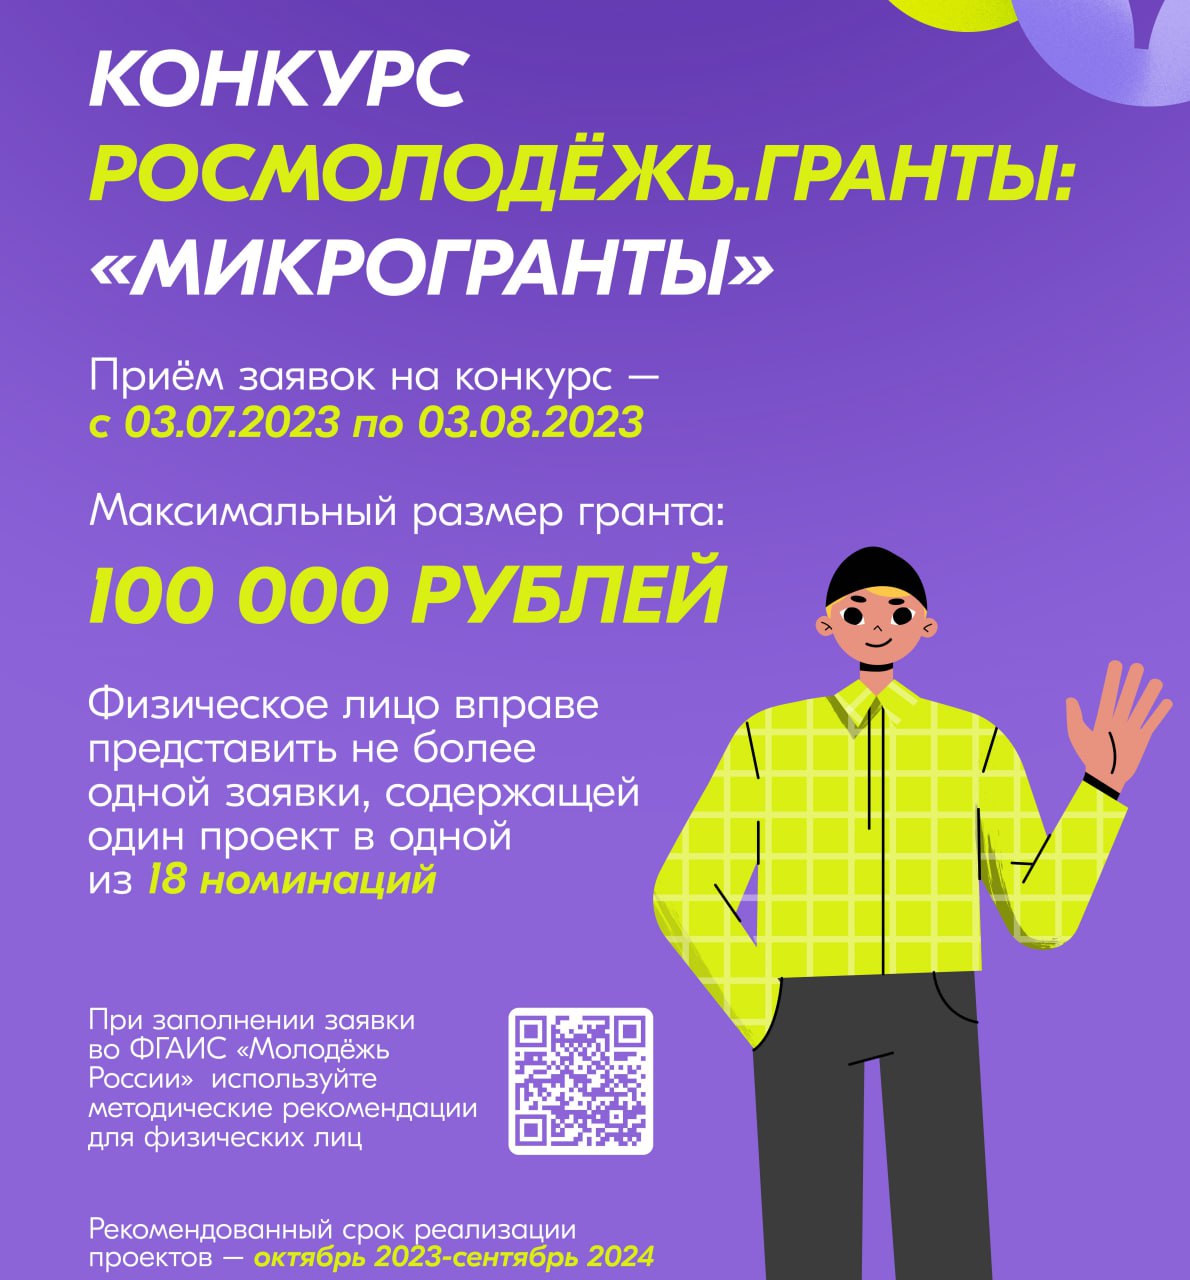 КОНКУРС
РОСМОЛОДЁЖЬ.ГРАНТЫ:
«МИКРОГРАНТЫ»
Приём заявок на конкурс —
с 03.07.2023 по 03.08.2023
Максимальный размер гранта:
100 000 РУБЛЕЙ
Физическое лицо вправе
представить не более
одной заявки, содержащей
один проект в одной
из 18 номинаций
При заполнении заявки
во ФГАИС «Молодёжь
России» используйте
методические рекомендации
для физических лиц
Рекомендованный срок реализации
проектов — октябрь 2023-сентябрь 2024